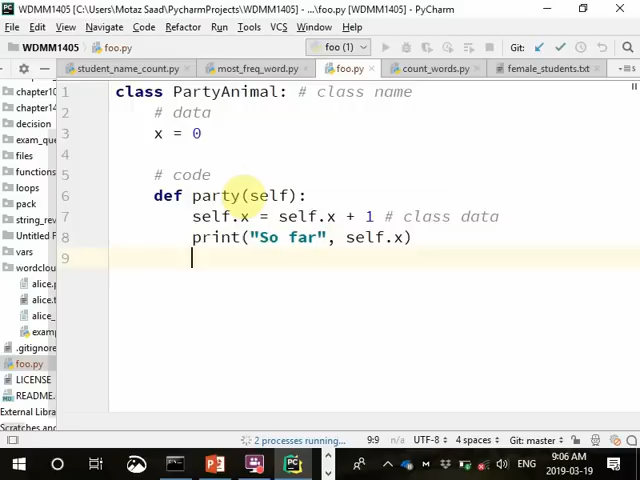 WDMM1405 [C:\Users\Motaz Saad\PycharmProjects\WDMM1405] - ...\foo.py [WDMM1405] - PyCharm
File Edit View Navigate Code Refactor Run Tools VCS Window Help
WDMM1405 foo.py foo (1) Git:
student_name_count.py most_freq_word.py foo.py count_words.py female_students.txt
chapter10
chapter14
decision
exam_que
files
functions
loops
pack
string_rev
Untitled F
vars
wordclou
alice.p
alice.t
alice_
examp
.gitignore
foo.py
LICENSE
README.
External Libra
Scratches and
1 class PartyAnimal: # class name
2 # data
3 x = 0
4
5 # code
6 def party(self):
7 self.x = self.x + 1 # class data
8 print("So far", self.x)
9
2 processes running... 9:9 n/a UTF-8 4 spaces Git: master
ENG 9:06 AM 2019-03-19